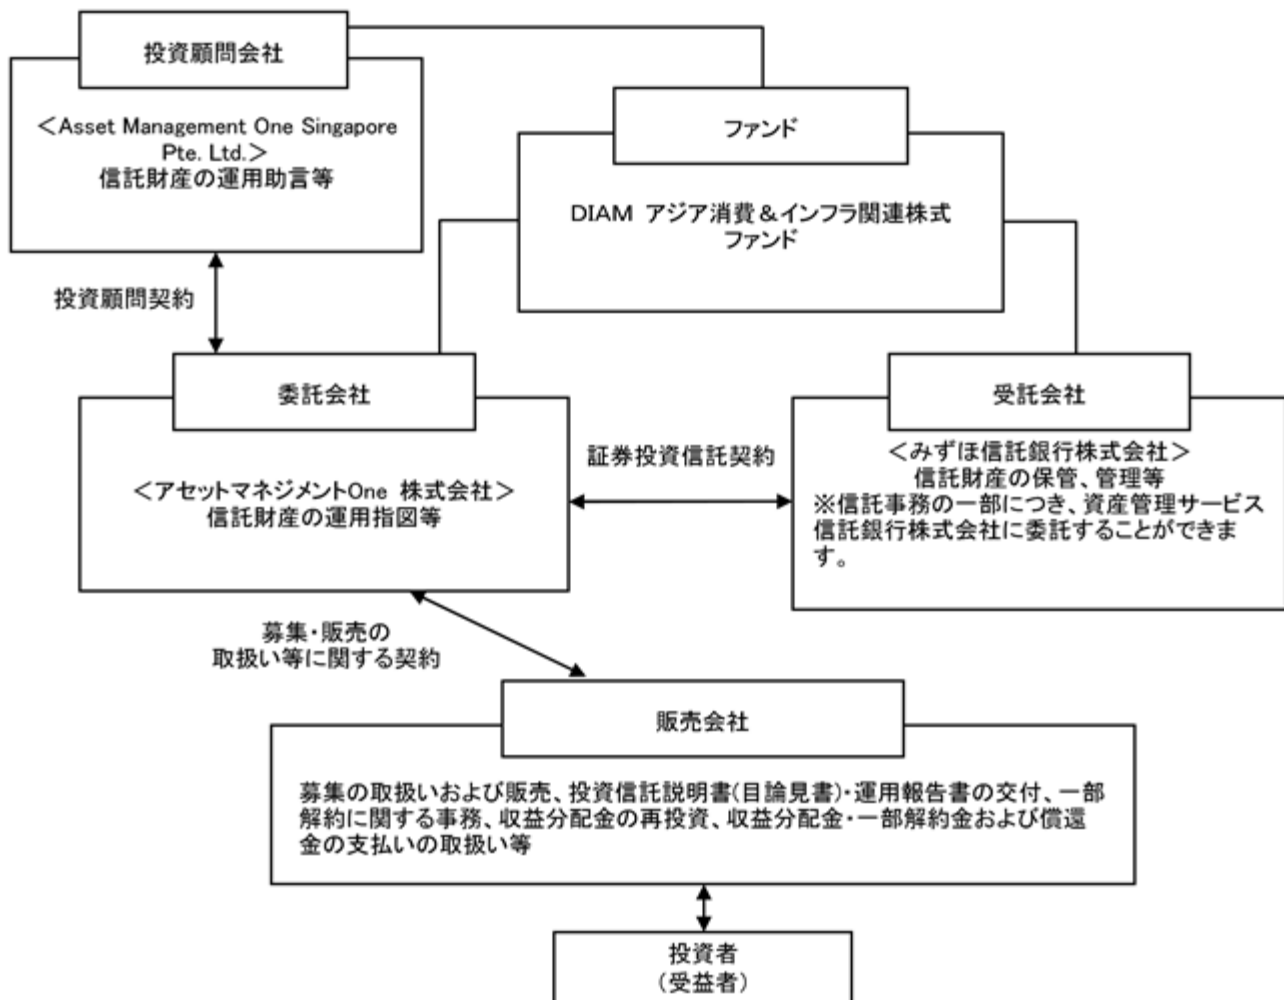 投資顧問会社
＜Asset Management One Singapore
Pte. Ltd.＞
信託財産の運用助言等
ファンド
DIAM アジア消費＆インフラ関連株式
ファンド
投資顧問契約
委託会社
＜アセットマネジメントOne 株式会社＞
信託財産の運用指図等
証券投資信託契約
受託会社
＜みずほ信託銀行株式会社＞
信託財産の保管、管理等
※信託事務の一部につき、資産管理サービス
信託銀行株式会社に委託することができま
す。
募集・販売の
取扱い等に関する契約
販売会社
募集の取扱いおよび販売、投資信託説明書(目論見書)・運用報告書の交付、一部
解約に関する事務、収益分配金の再投資、収益分配金・一部解約金および償還
金の支払いの取扱い等
投資者
（受益者）